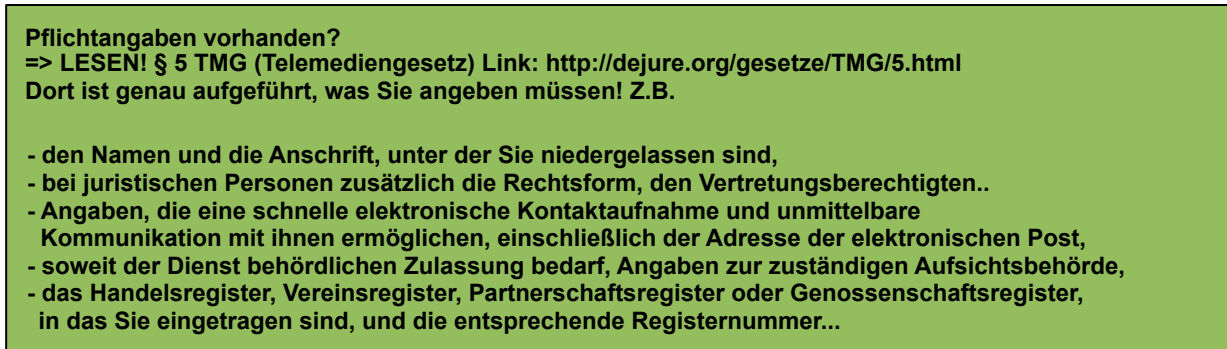 Pflichtangaben vorhanden?
=> LESEN! § 5 TMG (Telemediengesetz) Link: http://dejure.org/gesetze/TMG/5.html
Dort ist genau aufgeführt, was Sie angeben müssen! Z.B.
- den Namen und die Anschrift, unter der Sie niedergelassen sind,
- bei juristischen Personen zusätzlich die Rechtsform, den Vertretungsberechtigten..
- Angaben, die eine schnelle elektronische Kontaktaufnahme und unmittelbare
Kommunikation mit ihnen ermöglichen, einschließlich der Adresse der elektronischen Post,
- soweit der Dienst behördlichen Zulassung bedarf, Angaben zur zuständigen Aufsichtsbehörde,
- das Handelsregister, Vereinsregister, Partnerschaftsregister oder Genossenschaftsregister,
in das Sie eingetragen sind, und die entsprechende Registernummer...